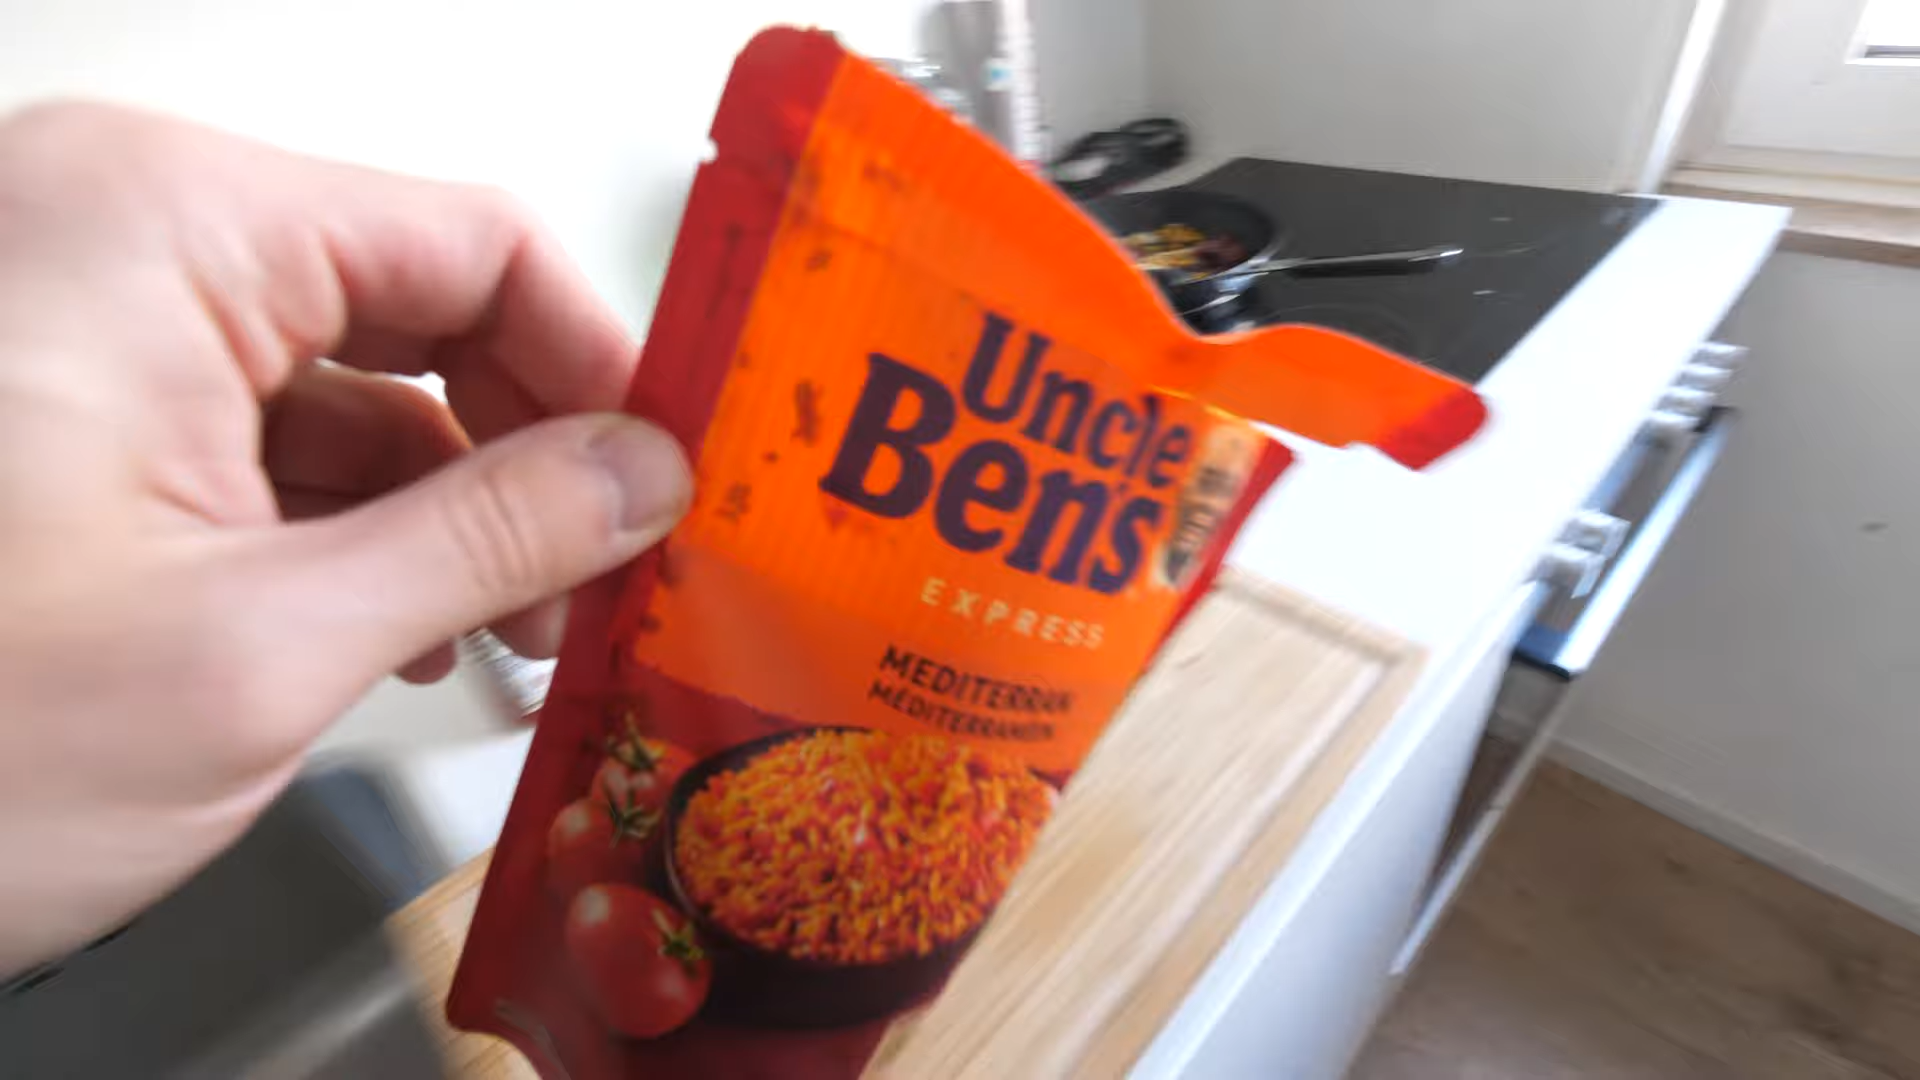 Uncle
Ben's
EXPRESS
MEDITERRAN
MÉDITERRANÉEN